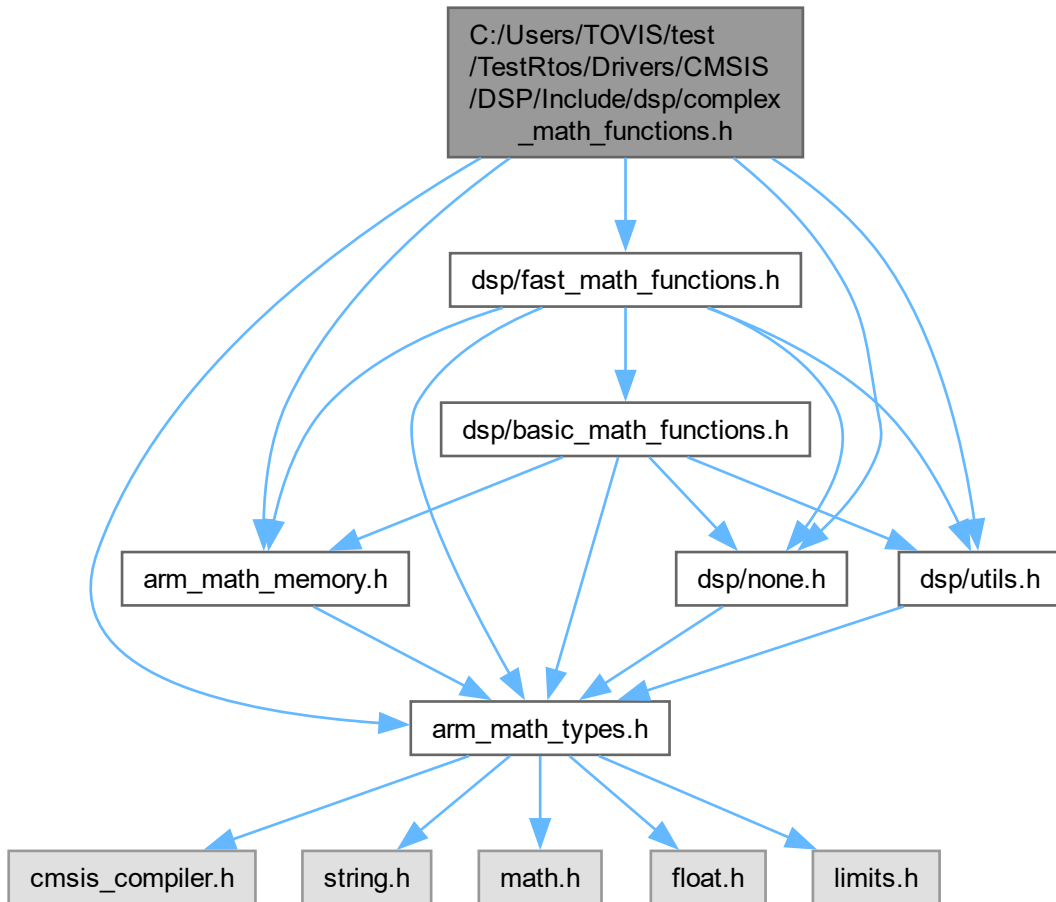 C:/Users/TOVIS/test
/TestRtos/Drivers/CMSIS
/DSP/Include/dsp/complex
_math_functions.h
dsp/fast_math_functions.h
dsp/basic_math_functions.h
arm_math_memory.h
dsp/none.h
dsp/utils.h
arm_math_types.h
cmsis_compiler.h
string.h
math.h
float.h
limits.h